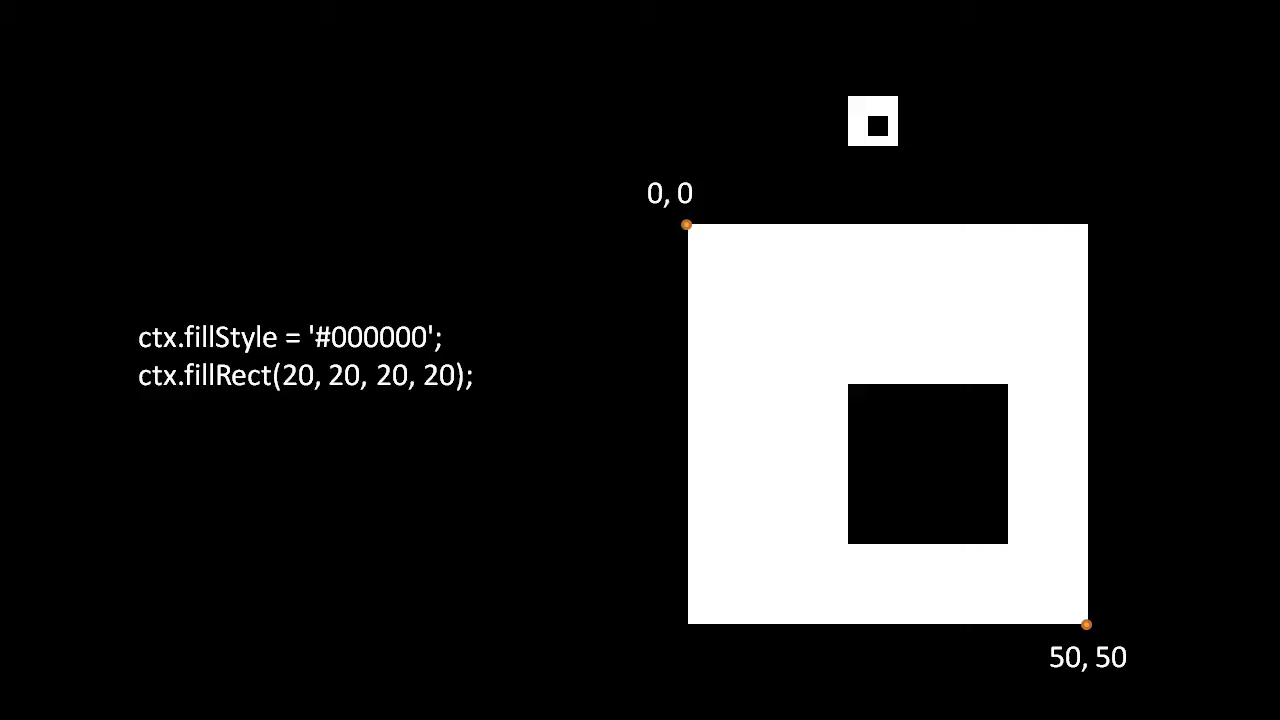 0, 0
ctx.fillStyle = '#000000';
ctx.fillRect(20, 20, 20, 20);
50, 50